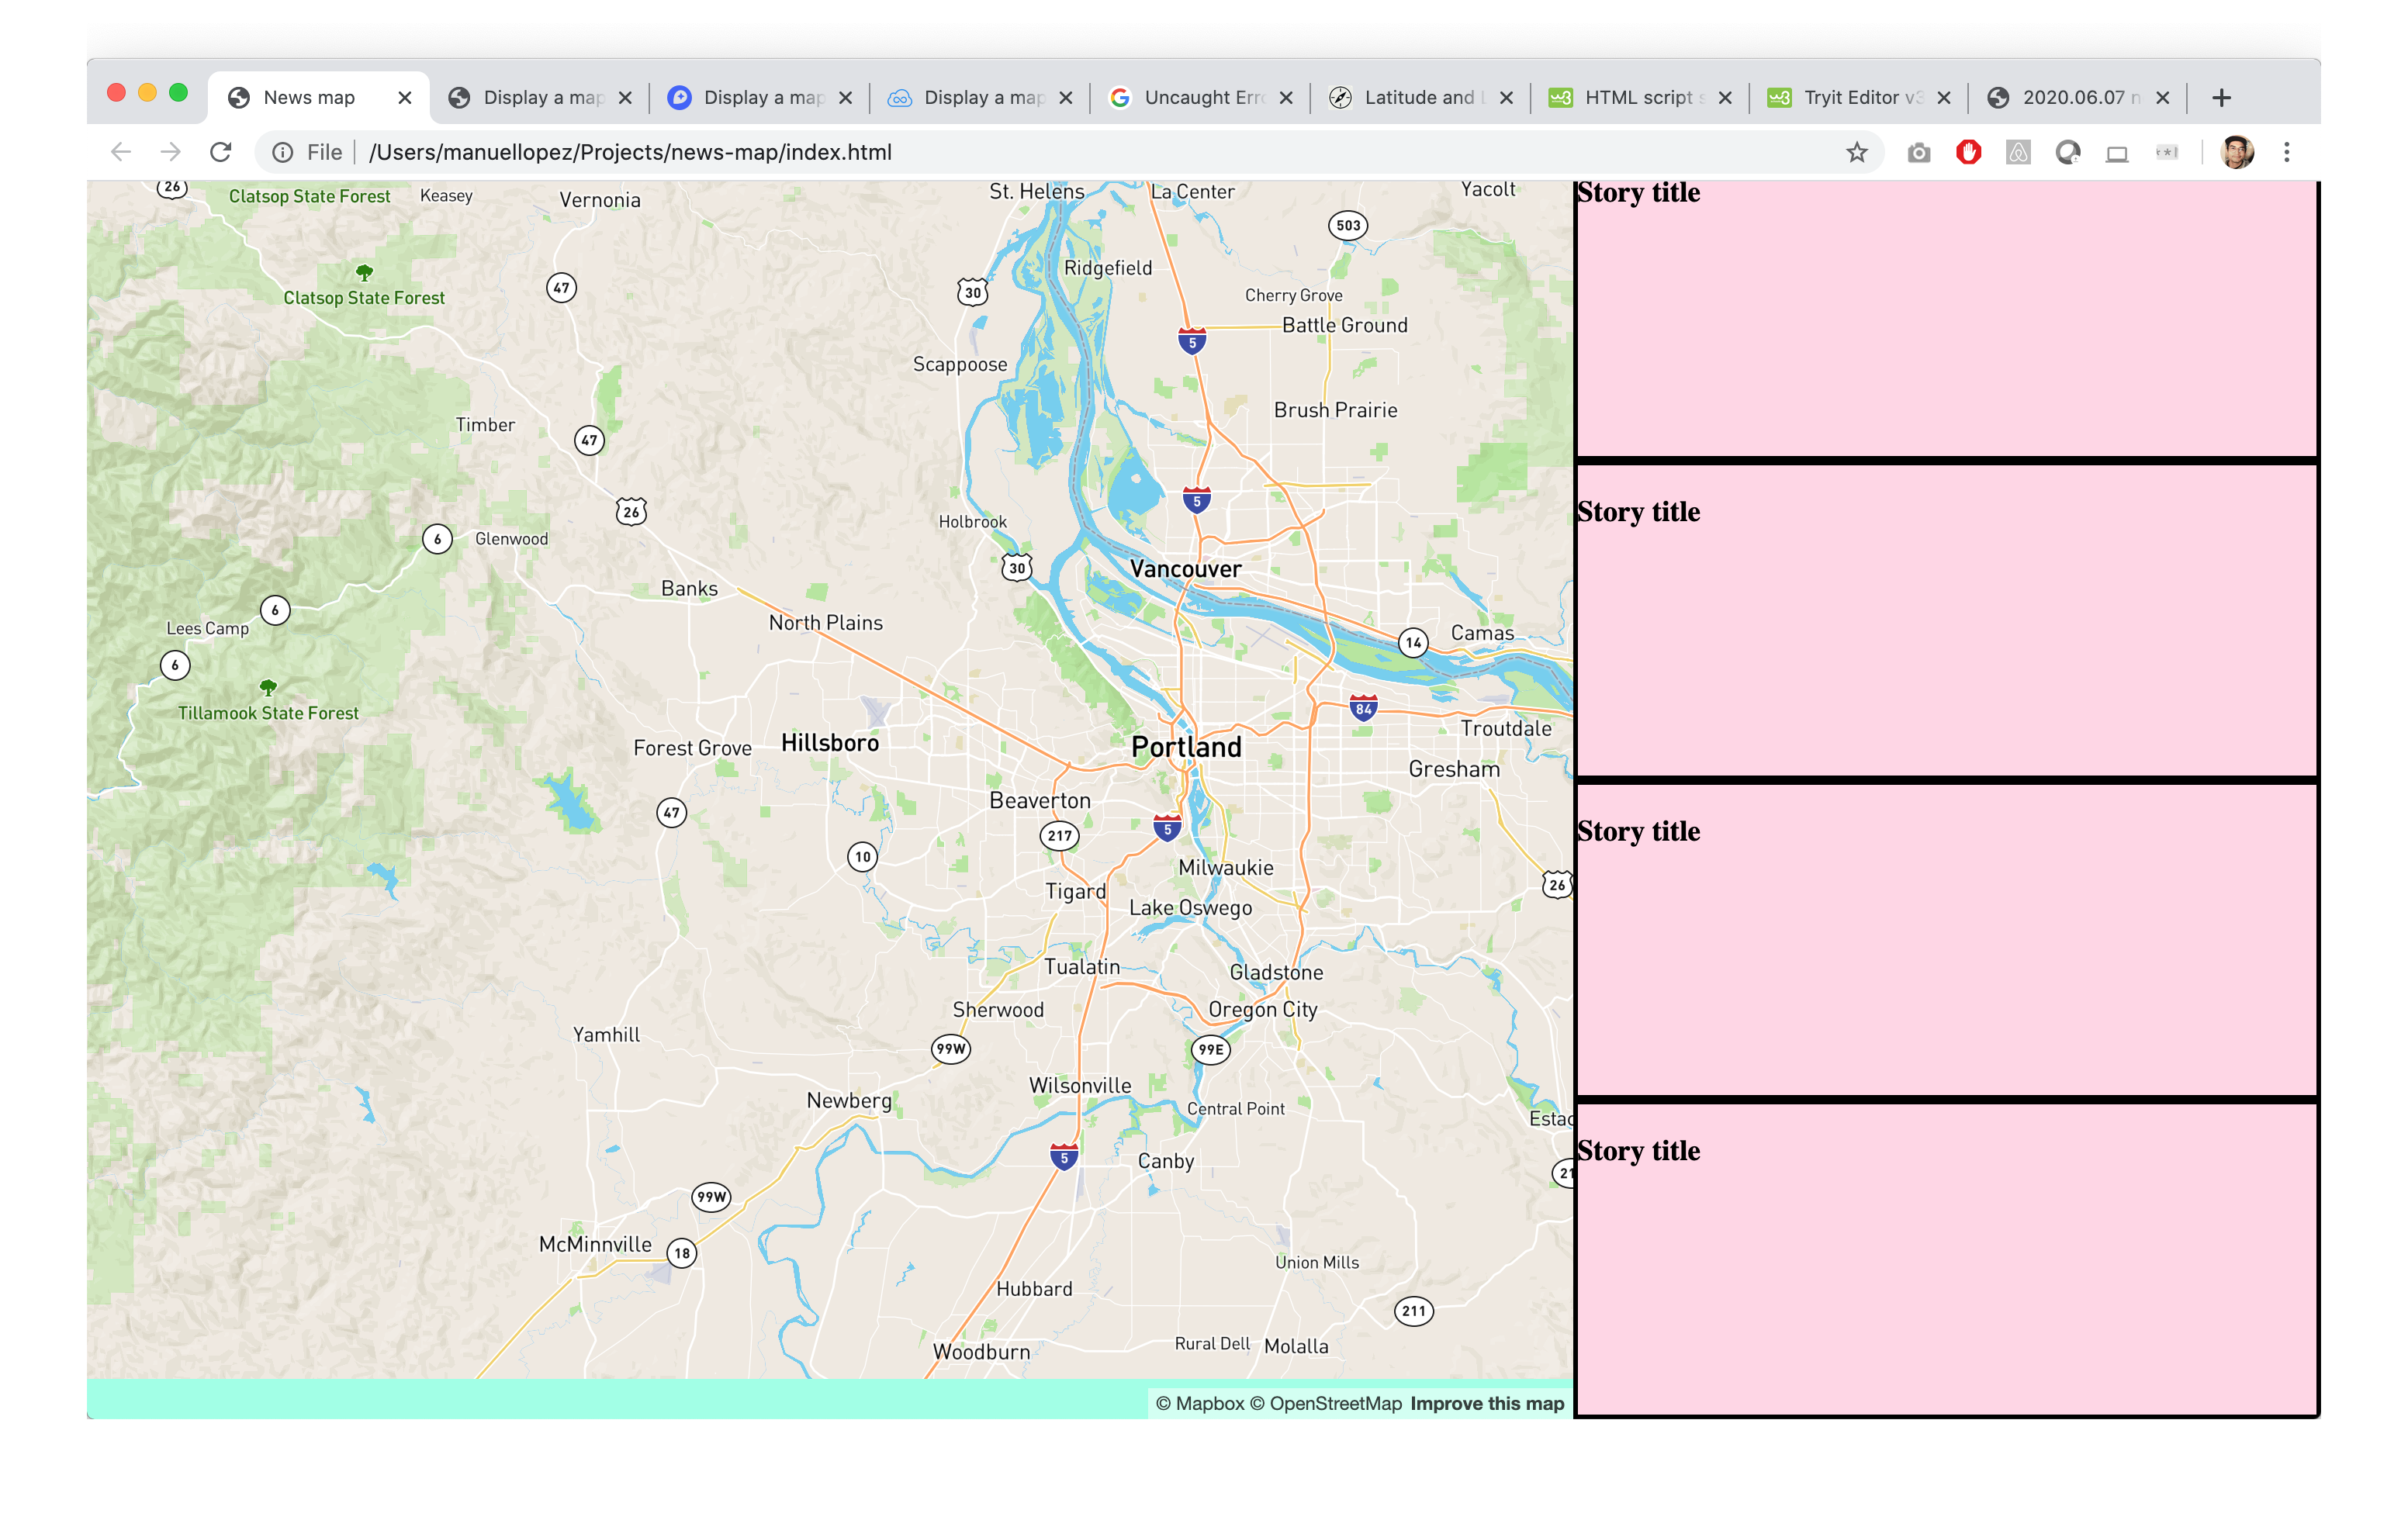 News map
Display a map
Display a map
Display a map
Uncaught Erro
Latitude and L
HTML script s
Tryit Editor v3
2020.06.07 n
File
/Users/manuellopez/Projects/news-map/index.html
26
Clatsop State Forest
Keasey
Vernonia
St. Helens
La Center
Yacolt
503
Clatsop State Forest
47
30
Ridgefield
Cherry Grove
Battle Ground
5
Scappoose
Timber
47
Brush Prairie
26
5
6
Glenwood
Holbrook
30
Vancouver
Banks
6
Lees Camp
North Plains
14
Camas
6
Tillamook State Forest
84
Troutdale
Forest Grove
Hillsboro
Portland
Gresham
47
Beaverton
217
5
10
Milwaukie
Tigard
26
Lake Oswego
Tualatin
Gladstone
Sherwood
Oregon City
Yamhill
99W
99E
Wilsonville
Newberg
Central Point
Estac
5
Canby
21
99W
McMinnville
18
Union Mills
Hubbard
211
Woodburn
Rural Dell
Molalla
© Mapbox © OpenStreetMap Improve this map
Story title
Story title
Story title
Story title